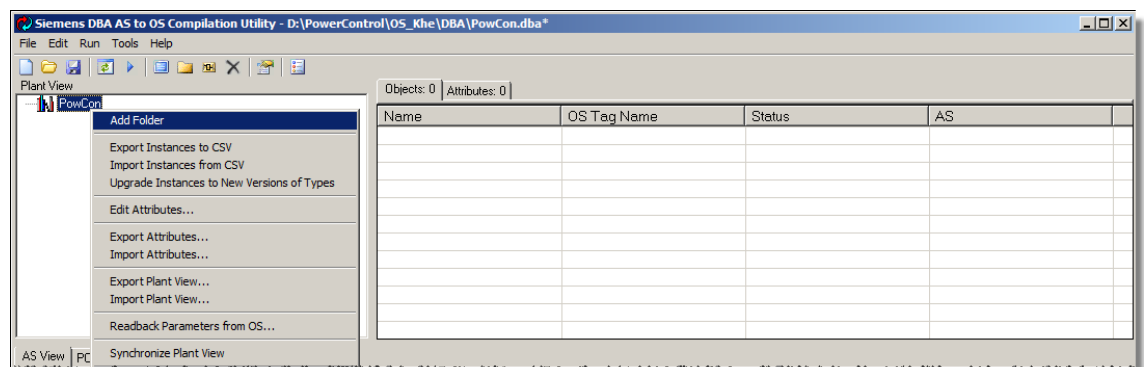 Siemens DBA AS to OS Compilation Utility - D:\PowerControl\OS_Khe\DBA\PowCon.dba*
File Edit Run Tools Help
Plant View
Objects: 0 Attributes: 0
PowCon
Name OS Tag Name Status AS
Add Folder
Export Instances to CSV
Import Instances from CSV
Upgrade Instances to New Versions of Types
Edit Attributes...
Export Attributes...
Import Attributes...
Export Plant View...
Import Plant View...
Readback Parameters from OS...
AS View PC
Synchronize Plant View